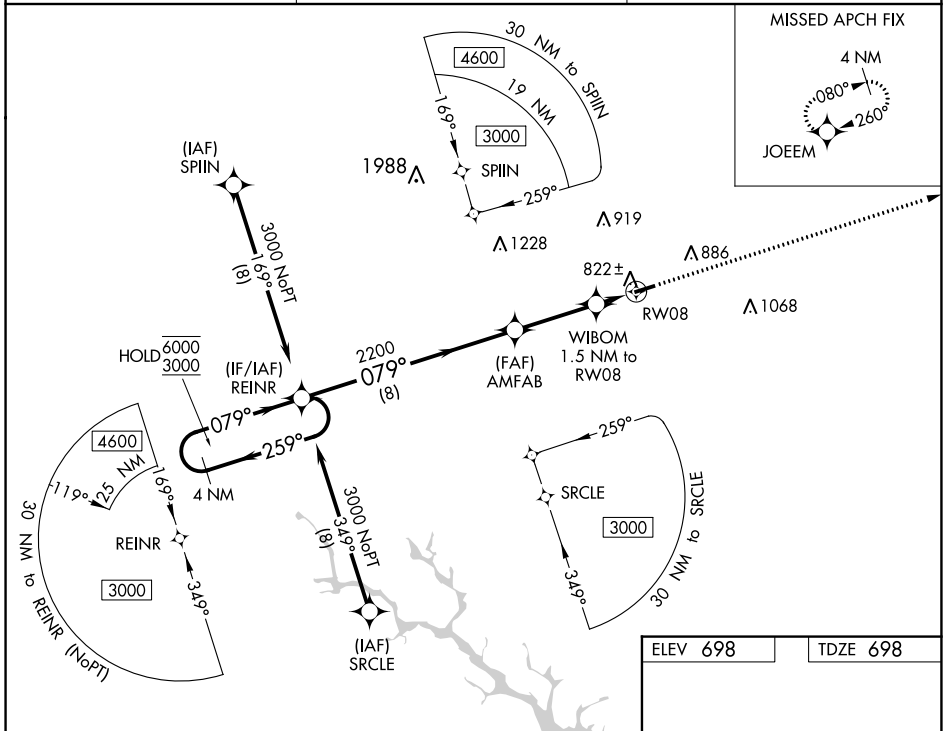 MISSED APCH FIX
4 NM
080°
260°
JOEEM
30 NM to SPIIN
4600
19 NM
169°
3000
SPIIN
259°
1988
(IAF)
SPIIN
3000 NoPT
169°
(8)
919
1228
886
822±
RW08
1068
WIBOM
1.5 NM to
RW08
(FAF)
AMFAB
2200
079°
(8)
HOLD 6000
3000
(IF/IAF)
REINR
079°
259°
4 NM
4600
119°
25 NM
169°
REINR
3000
349°
30 NM to REINR (NoPT)
3000 NoPT
349°
(8)
(IAF)
SRCLE
259°
SRCLE
3000
349°
30 NM to SRCLE
ELEV 698
TDZE 698